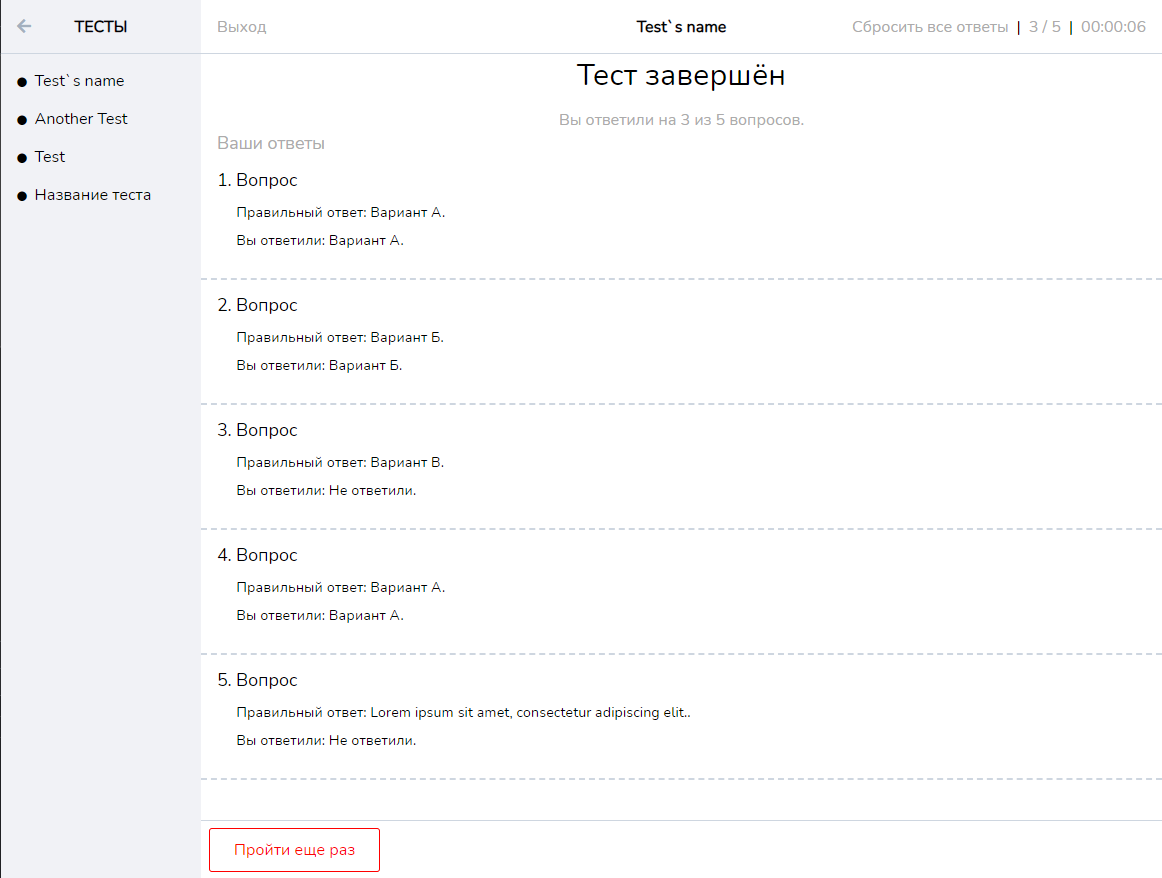 ТЕСТЫ
Выход
Test`s name
Сбросить все ответы | 3 / 5 | 00:00:06
Test`s name
Another Test
Test
Название теста
Тест завершён
Вы ответили на 3 из 5 вопросов.
Ваши ответы
1. Вопрос
Правильный ответ: Вариант А.
Вы ответили: Вариант А.
2. Вопрос
Правильный ответ: Вариант Б.
Вы ответили: Вариант Б.
3. Вопрос
Правильный ответ: Вариант В.
Вы ответили: Не ответили.
4. Вопрос
Правильный ответ: Вариант А.
Вы ответили: Вариант А.
5. Вопрос
Правильный ответ: Lorem ipsum sit amet, consectetur adipiscing elit..
Вы ответили: Не ответили.
Пройти еще раз